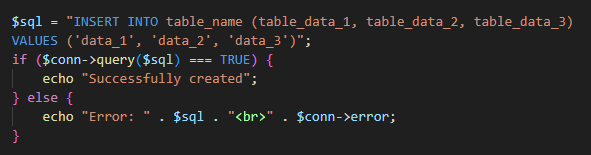 $sql = "INSERT INTO table_name (table_data_1, table_data_2, table_data_3)
VALUES ('data_1', 'data_2', 'data_3')";
if ($conn->query($sql) === TRUE) {
    echo "Successfully created";
} else {
    echo "Error: " . $sql . "<br>" . $conn->error;
}